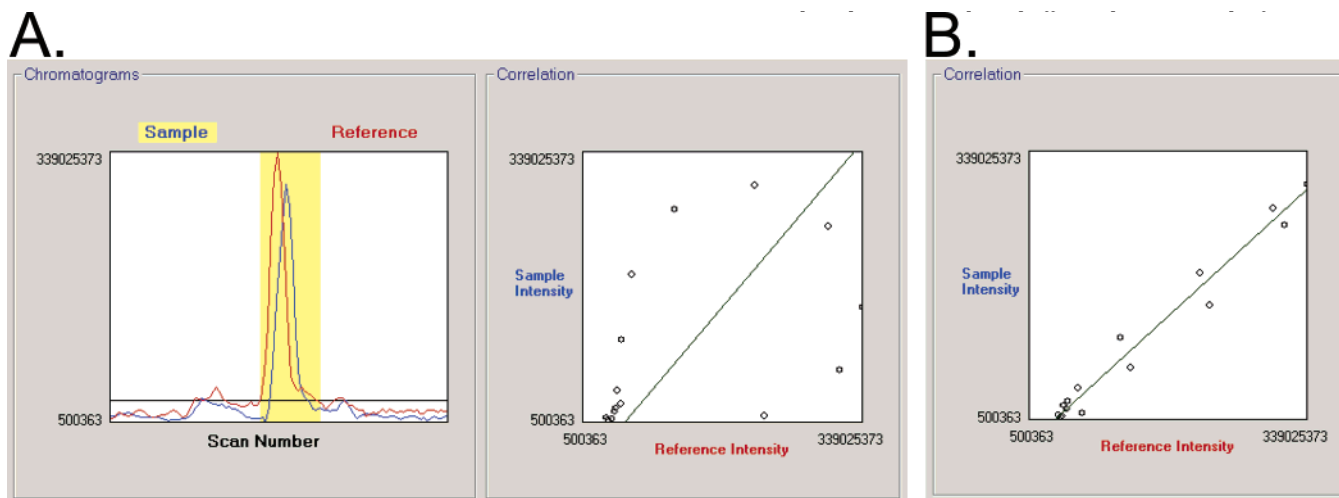 A.
Chromatograms
Sample
Reference
339025373
500363
Scan Number
Correlation
339025373
Sample
Intensity
500363
500363
339025373
Reference Intensity
B.
Correlation
339025373
Sample
Intensity
500363
500363
339025373
Reference Intensity